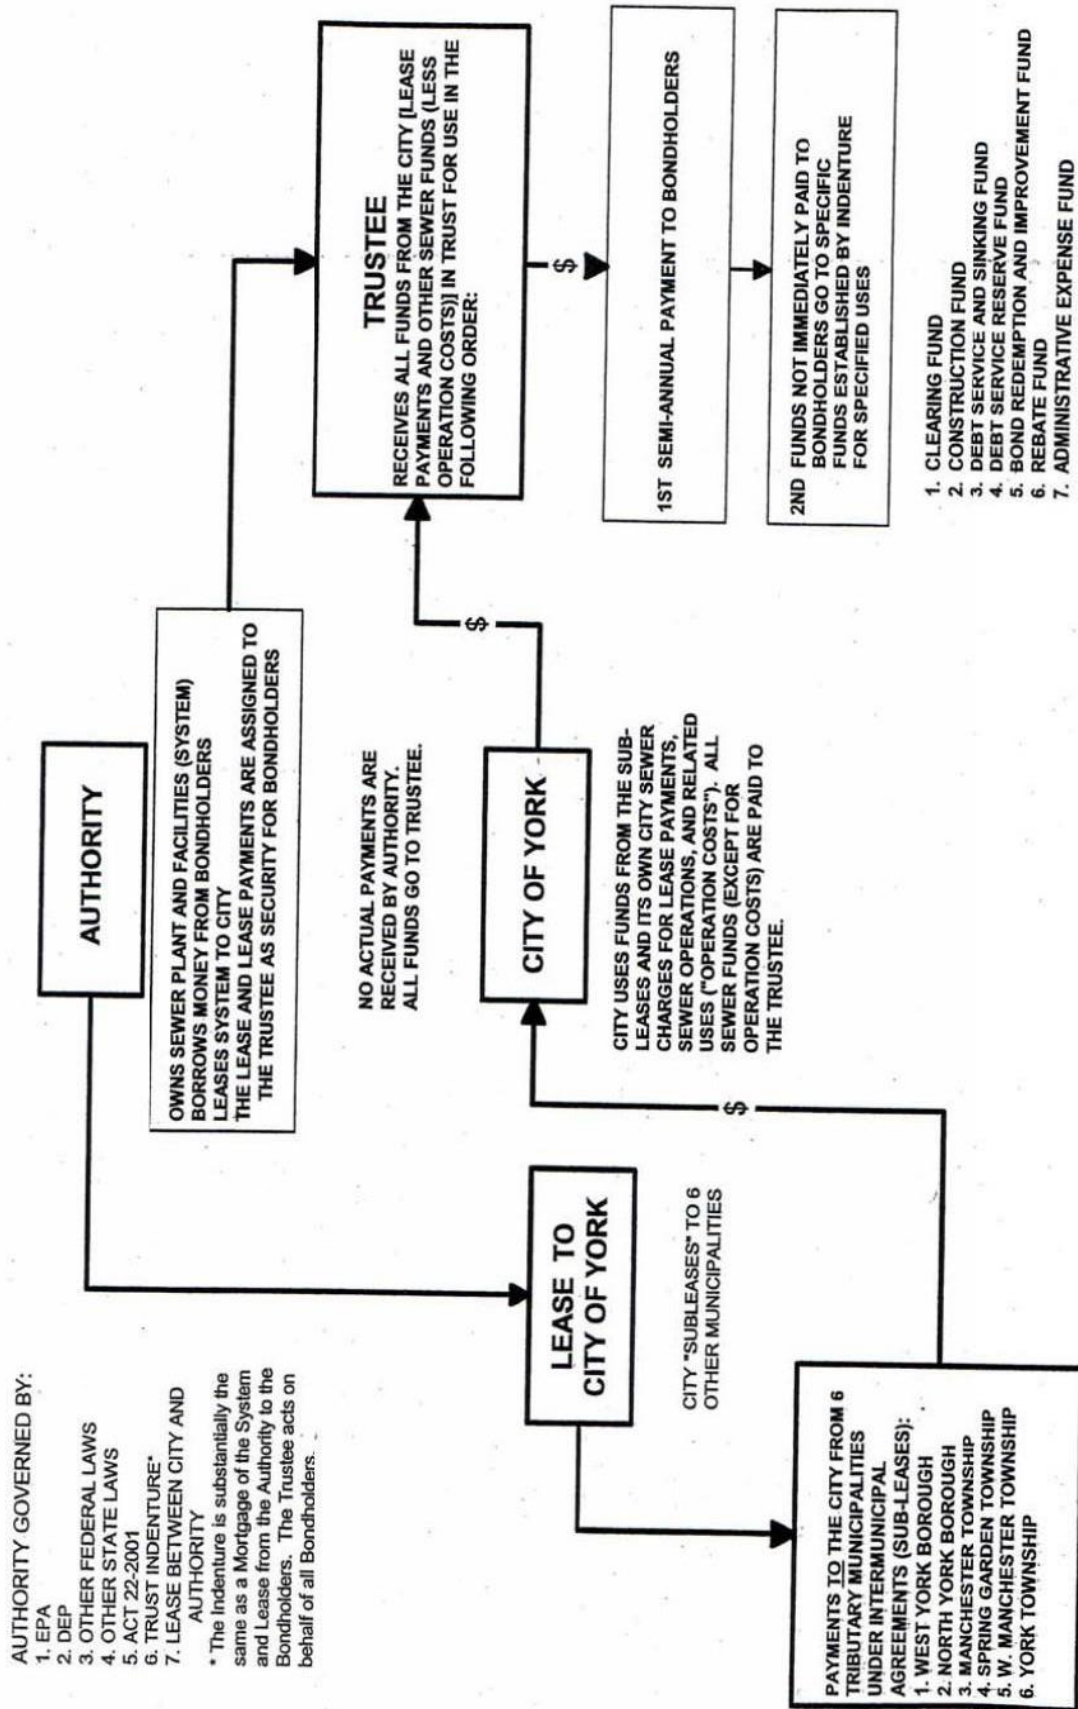 AUTHORITY GOVERNED BY:
1. EPA
2. DEP
3. OTHER FEDERAL LAWS
4. OTHER STATE LAWS
5. ACT 22-2001
6. TRUST INDENTURE*
7. LEASE BETWEEN CITY AND
AUTHORITY
* The Indenture is substantially the
same as a Mortgage of the System
and Lease from the Authority to the
Bondholders. The Trustee acts on
behalf of all Bondholders.
AUTHORITY
OWNS SEWER PLANT AND FACILITIES (SYSTEM)
BORROWS MONEY FROM BONDHOLDERS
LEASES SYSTEM TO CITY
THE LEASE AND LEASE PAYMENTS ARE ASSIGNED TO
THE TRUSTEE AS SECURITY FOR BONDHOLDERS
NO ACTUAL PAYMENTS ARE
RECEIVED BY AUTHORITY.
ALL FUNDS GO TO TRUSTEE.
LEASE TO
CITY OF YORK
CITY "SUBLEASES" TO 6
OTHER MUNICIPALITIES
PAYMENTS TO THE CITY FROM 6
TRIBUTARY MUNICIPALITIES
UNDER INTERMUNICIPAL
AGREEMENTS (SUB-LEASES):
1. WEST YORK BOROUGH
2. NORTH YORK BOROUGH
3. MANCHESTER TOWNSHIP
4. SPRING GARDEN TOWNSHIP
5. W. MANCHESTER TOWNSHIP
6. YORK TOWNSHIP
$
CITY OF YORK
CITY USES FUNDS FROM THE SUB-
LEASES AND ITS OWN CITY SEWER
CHARGES FOR LEASE PAYMENTS,
SEWER OPERATIONS, AND RELATED
USES ("OPERATION COSTS"). ALL
SEWER FUNDS (EXCEPT FOR
OPERATION COSTS) ARE PAID TO
THE TRUSTEE.
$
TRUSTEE
RECEIVES ALL FUNDS FROM THE CITY [LEASE
PAYMENTS AND OTHER SEWER FUNDS (LESS
OPERATION COSTS)] IN TRUST FOR USE IN THE
FOLLOWING ORDER:
$
1ST SEMI-ANNUAL PAYMENT TO BONDHOLDERS
2ND FUNDS NOT IMMEDIATELY PAID TO
BONDHOLDERS GO TO SPECIFIC
FUNDS ESTABLISHED BY INDENTURE
FOR SPECIFIED USES
1. CLEARING FUND
2. CONSTRUCTION FUND
3. DEBT SERVICE AND SINKING FUND
4. DEBT SERVICE RESERVE FUND
5. BOND REDEMPTION AND IMPROVEMENT FUND
6. REBATE FUND
7. ADMINISTRATIVE EXPENSE FUND